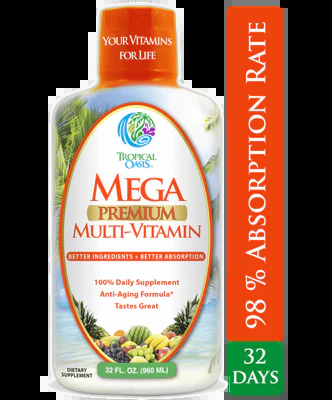 YOUR VITAMINS
FOR LIFE
TROPICAL
OASIS™
MEGA
PREMIUM
MULTI-VITAMIN
BETTER INGREDIENTS + BETTER ABSORPTION
100% Daily Supplement
Anti-Aging Formula*
Tastes Great
DIETARY
SUPPLEMENT
32 FL. OZ. (960 ML)
98 % ABSORPTION RATE
32
DAYS